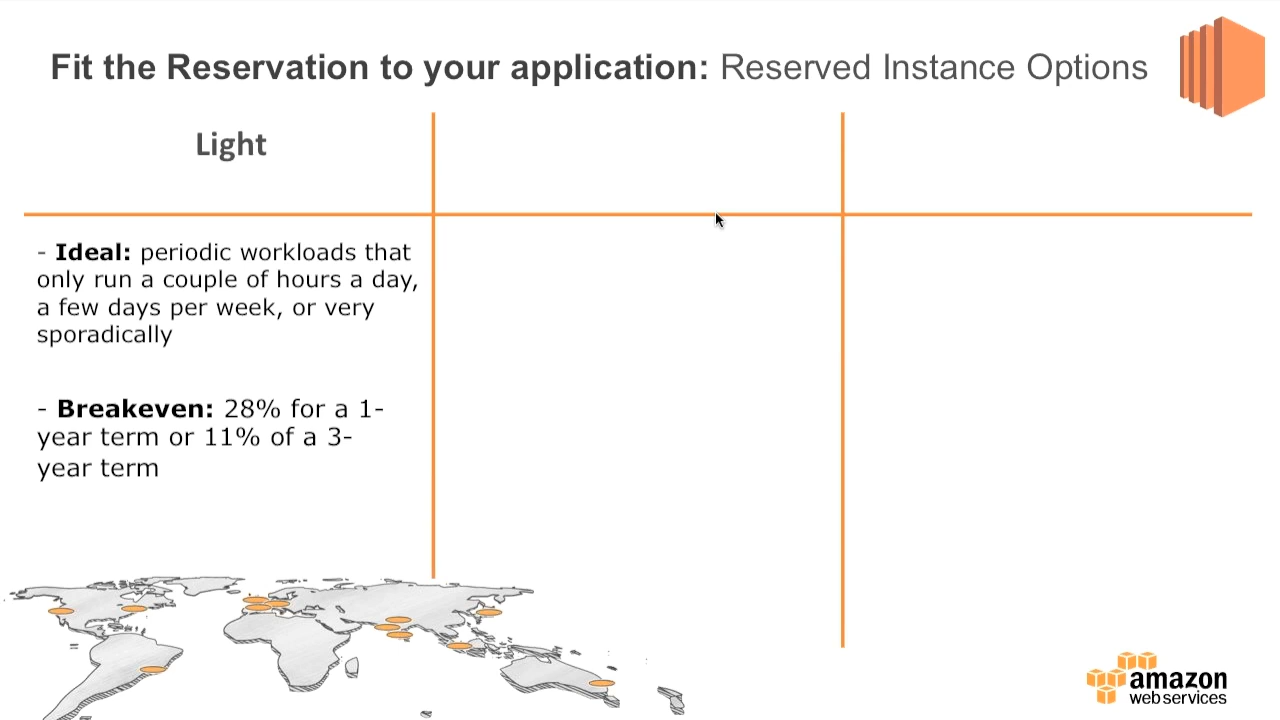 Fit the Reservation to your application: Reserved Instance Options
Light
- Ideal: periodic workloads that
only run a couple of hours a day,
a few days per week, or very
sporadically
- Breakeven: 28% for a 1-
year term or 11% of a 3-
year term
amazon
webservices